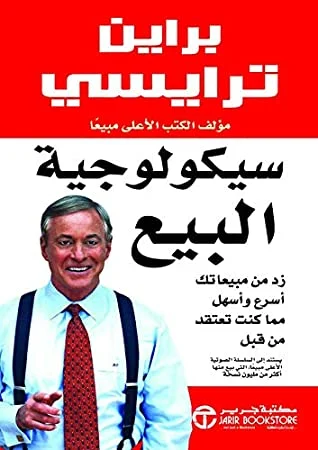 براين
ترايسي
مؤلف الكتب الأعلى مبيعًا
سيكولوجية
البيع
زد من مبيعاتك
أسرع وأسهل
مما كنت تعتقد
من قبل
يستند إلى السلسلة الصوتية
الأعلى مبيعًا، التي بيع منها
أكثر من مليون نسخة
مكتبة جرير
JARIR BOOKSTORE